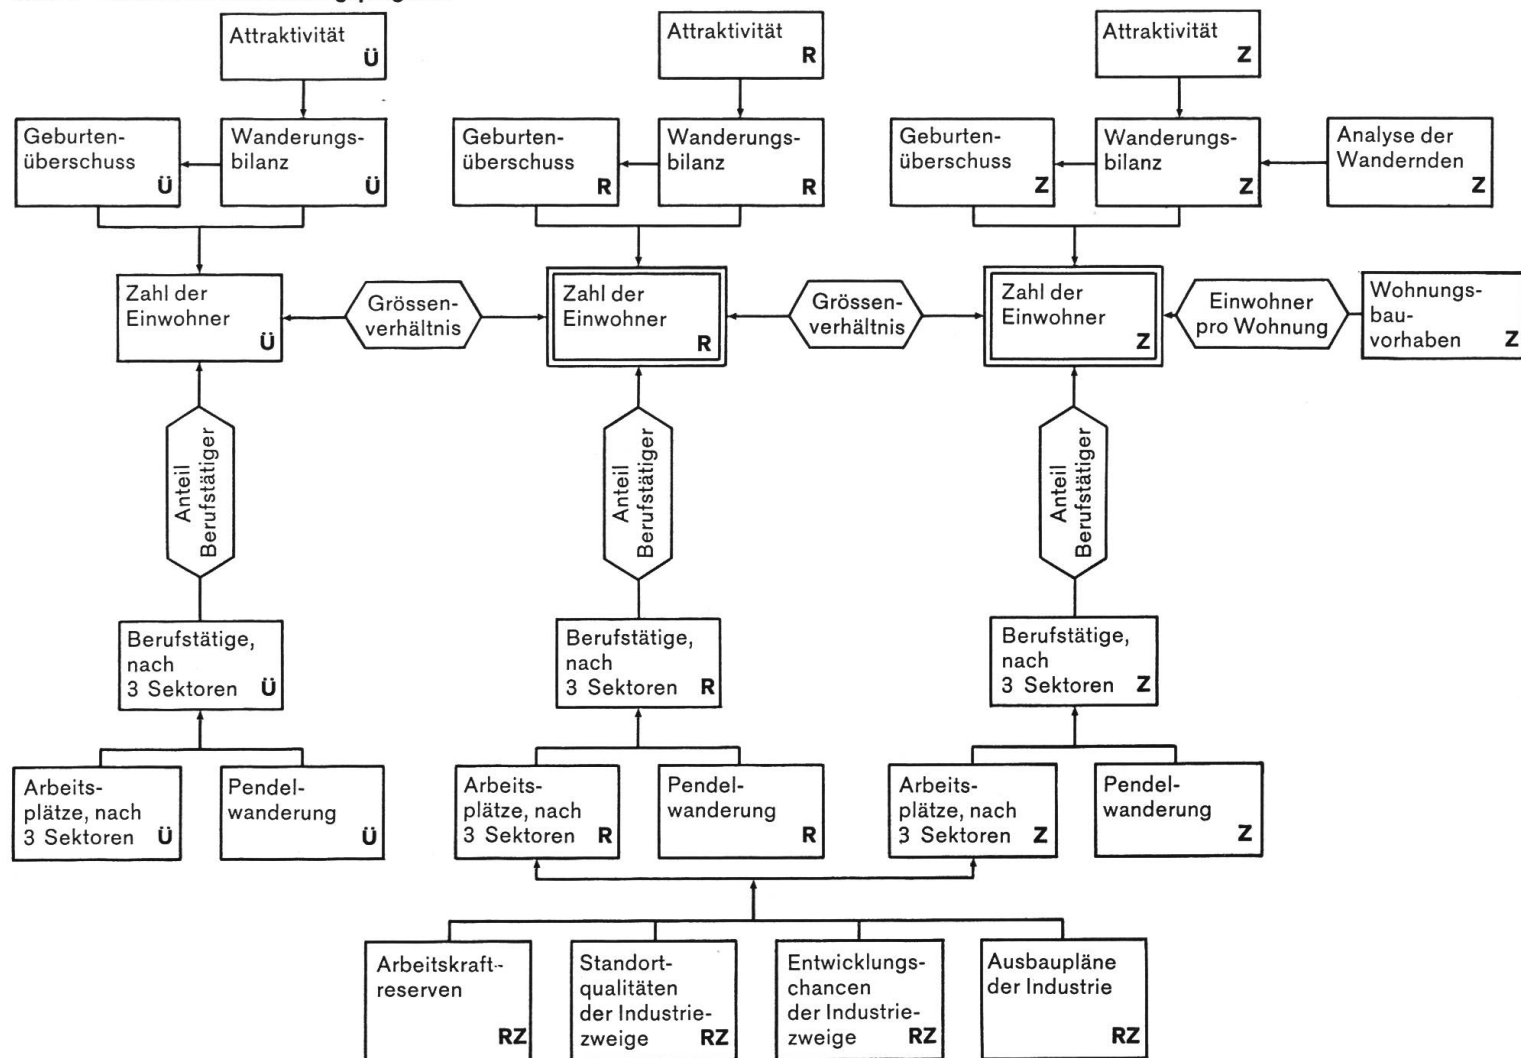 Attraktivität
Ü
Attraktivität
R
Attraktivität
Z
Geburten-
überschuss
Ü
Wanderungs-
bilanz
Ü
Geburten-
überschuss
R
Wanderungs-
bilanz
R
Geburten-
überschuss
Z
Wanderungs-
bilanz
Z
Analyse der
Wandernden
Z
Zahl der
Einwohner
Ü
Grössen-
verhältnis
Zahl der
Einwohner
R
Grössen-
verhältnis
Zahl der
Einwohner
Z
Einwohner
pro Wohnung
Wohnungs-
bau-
vorhaben Z
Anteil
Berufstätiger
Anteil
Berufstätiger
Anteil
Berufstätiger
Berufstätige,
nach
3 Sektoren Ü
Berufstätige,
nach
3 Sektoren R
Berufstätige,
nach
3 Sektoren Z
Arbeits-
plätze, nach
3 Sektoren Ü
Pendel-
wanderung
Ü
Arbeits-
plätze, nach
3 Sektoren R
Pendel-
wanderung
R
Arbeits-
plätze, nach
3 Sektoren Z
Pendel-
wanderung
Z
Arbeitskraft-
reserven
RZ
Standort-
qualitäten
der Industrie-
zweige RZ
Entwicklungs-
chancen
der Industrie-
zweige RZ
Ausbaupläne
der Industrie
RZ